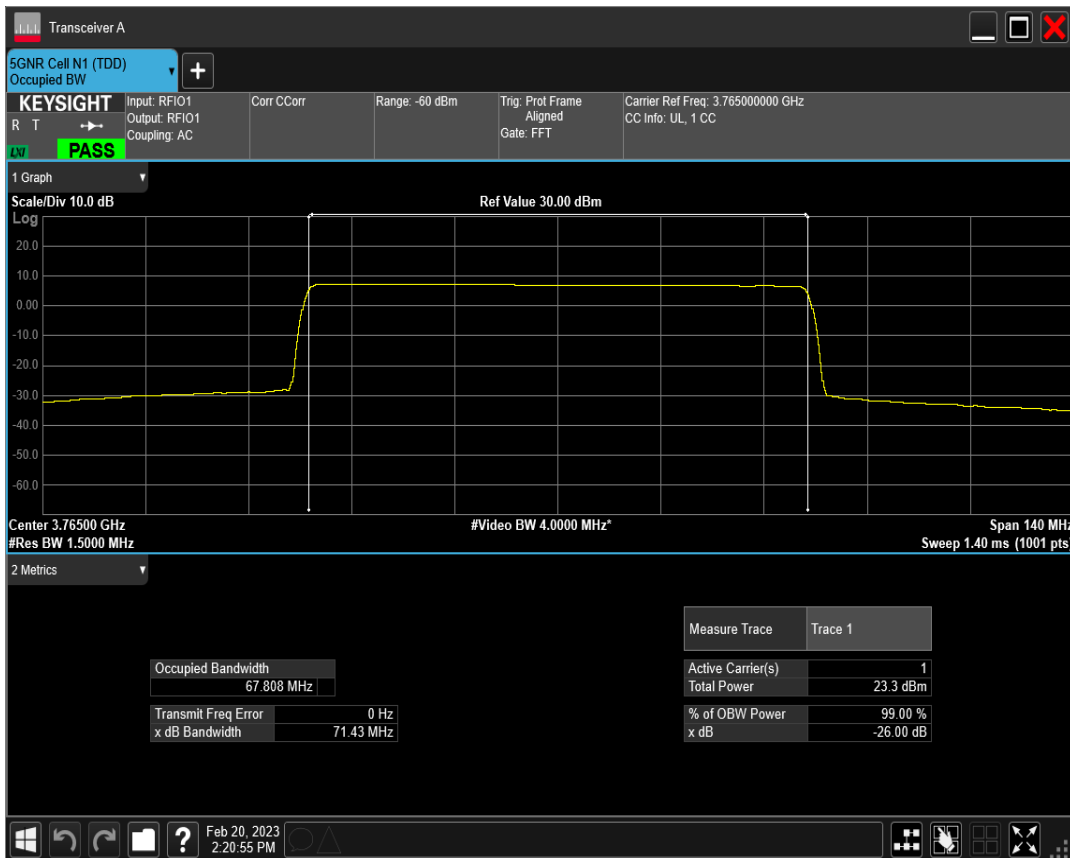 Transceiver A
5GNR Cell N1 (TDD)
Occupied BW
+
KEYSIGHT
R T
LXI
PASS
Input: RFIO1
Output: RFIO1
Coupling: AC
Corr CCorr
Range: -60 dBm
Trig: Prot Frame
Aligned
Gate: FFT
Carrier Ref Freq: 3.765000000 GHz
CC Info: UL, 1 CC
1 Graph
Scale/Div 10.0 dB
Ref Value 30.00 dBm
Log
20.0
10.0
0.00
-10.0
-20.0
-30.0
-40.0
-50.0
-60.0
Center 3.76500 GHz
#Video BW 4.0000 MHz*
Span 140 MHz
#Res BW 1.5000 MHz
Sweep 1.40 ms (1001 pts)
2 Metrics
Measure Trace Trace 1
Occupied Bandwidth
67.808 MHz
Active Carrier(s) 1
Total Power 23.3 dBm
Transmit Freq Error 0 Hz
x dB Bandwidth 71.43 MHz
% of OBW Power 99.00 %
x dB -26.00 dB
?
Feb 20, 2023
2:20:55 PM